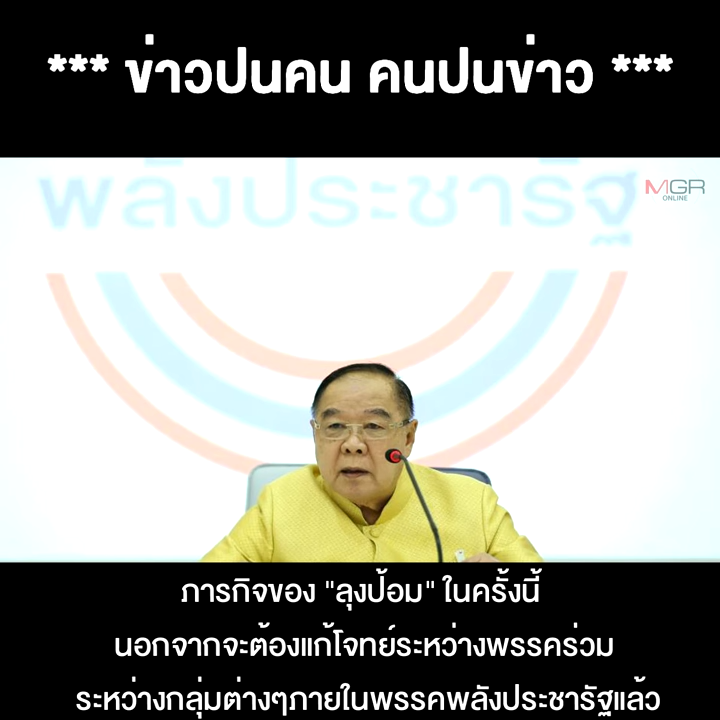 *** ข่าวปนคน คนปนข่าว ***
พลังประชารัฐ
MGR
ONLINE
ภารกิจของ "ลุงป้อม" ในครั้งนี้
นอกจากจะต้องแก้โจทย์ระหว่างพรรคร่วม
ระหว่างกลุ่มต่างๆภายในพรรคพลังประชารัฐแล้ว